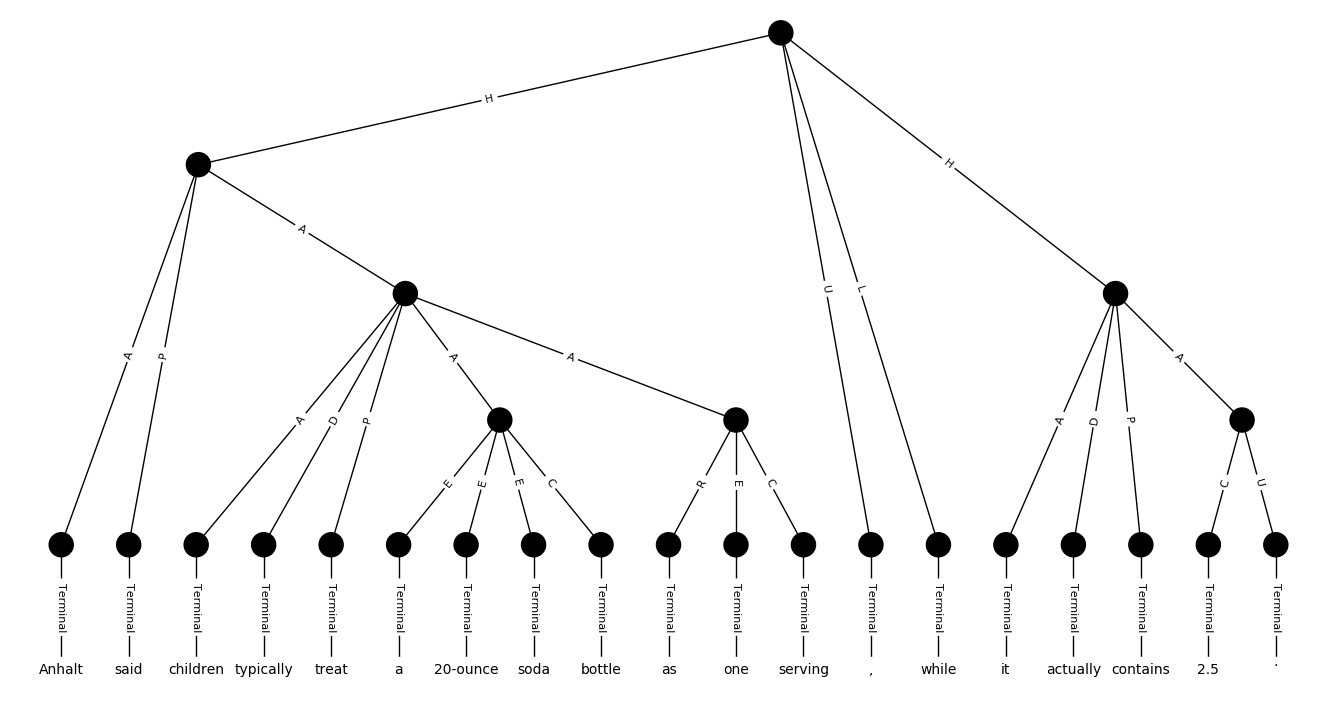 H
H
A
U
L
A
P
A
A
A
A
D
P
A
D
P
E
E
E
C
R
E
C
C
U
Terminal Terminal Terminal Terminal Terminal Terminal Terminal Terminal Terminal Terminal Terminal Terminal Terminal Terminal Terminal Terminal Terminal Terminal Terminal
Anhalt said children typically treat a 20-ounce soda bottle as one serving , while it actually contains 2.5 .